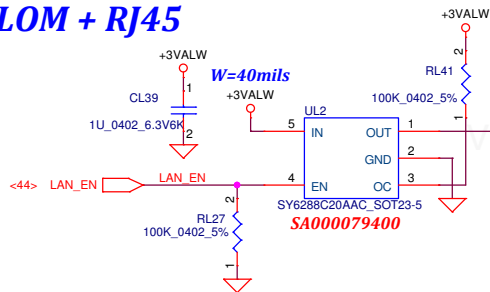 LOM + RJ45
+3VALW
1
CL39
1U_0402_6.3V6K
2
W=40mils
+3VALW
+3VALW
2
RL41
100K_0402_5%
1
UL2
5 IN OUT 1
GND 2
4 EN OC 3
SY6288C20AAC_SOT23-5
SA000079400
<44> LAN_EN LAN_EN
2
RL27
100K_0402_5%
1